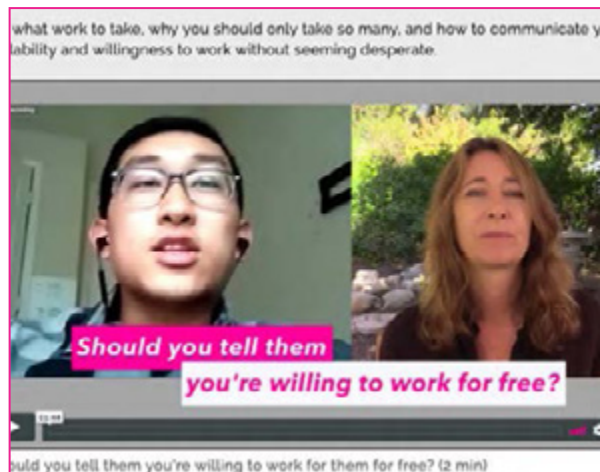 what work to take, why you should only take so many, and how to communicate y
lability and willingness to work without seeming desperate.
Should you tell them
you're willing to work for free?
ould you tell them you're willing to work for them for free? (2 min)